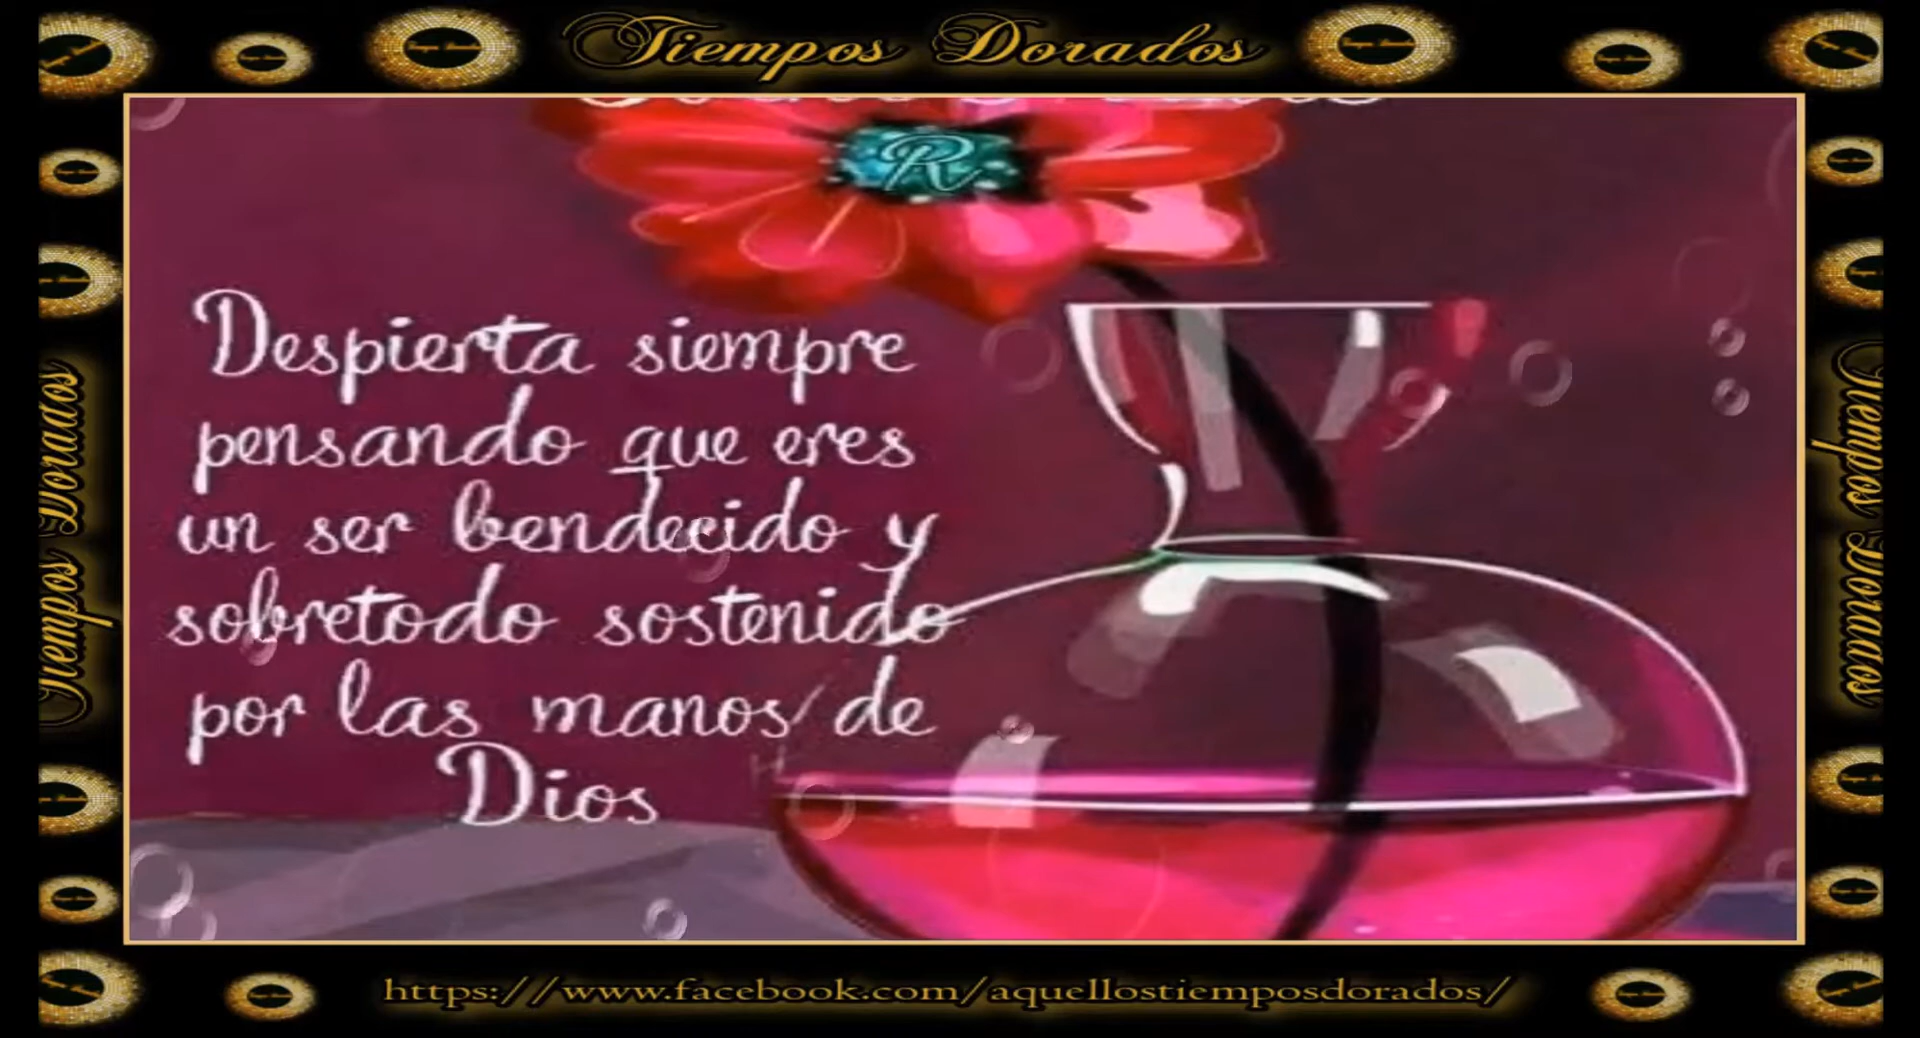 Tiempos Dorados
R
Despierta siempre
pensando que eres
un ser bendecido y
sobretodo sostenido
por las manos de
Dios
Tiempos Dorados
Tiempos Dorados
https://www.facebook.com/aquellostiemposdorados/